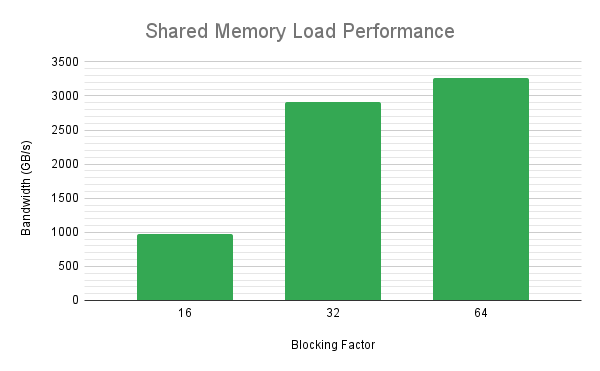 Shared Memory Load Performance
Bandwidth (GB/s)
3500
3000
2500
2000
1500
1000
500
0
16 32 64
Blocking Factor